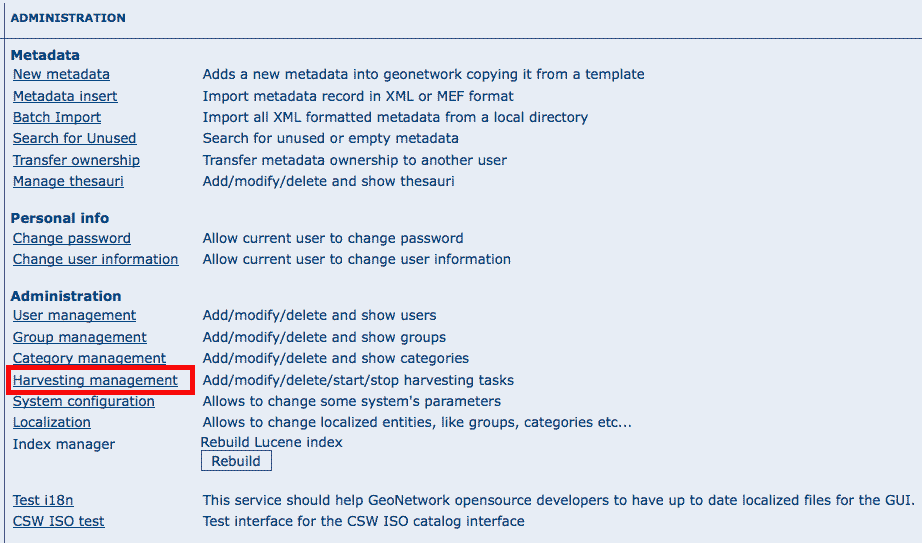 ADMINISTRATION
Metadata
New metadata Adds a new metadata into geonetwork copying it from a template
Metadata insert Import metadata record in XML or MEF format
Batch Import Import all XML formatted metadata from a local directory
Search for Unused Search for unused or empty metadata
Transfer ownership Transfer metadata ownership to another user
Manage thesauri Add/modify/delete and show thesauri
Personal info
Change password Allow current user to change password
Change user information Allow current user to change user information
Administration
User management Add/modify/delete and show users
Group management Add/modify/delete and show groups
Category management Add/modify/delete and show categories
Harvesting management Add/modify/delete/start/stop harvesting tasks
System configuration Allows to change some system's parameters
Localization Allows to change localized entities, like groups, categories etc...
Index manager Rebuild Lucene index
Rebuild
Test i18n This service should help GeoNetwork opensource developers to have up to date localized files for the GUI.
CSW ISO test Test interface for the CSW ISO catalog interface